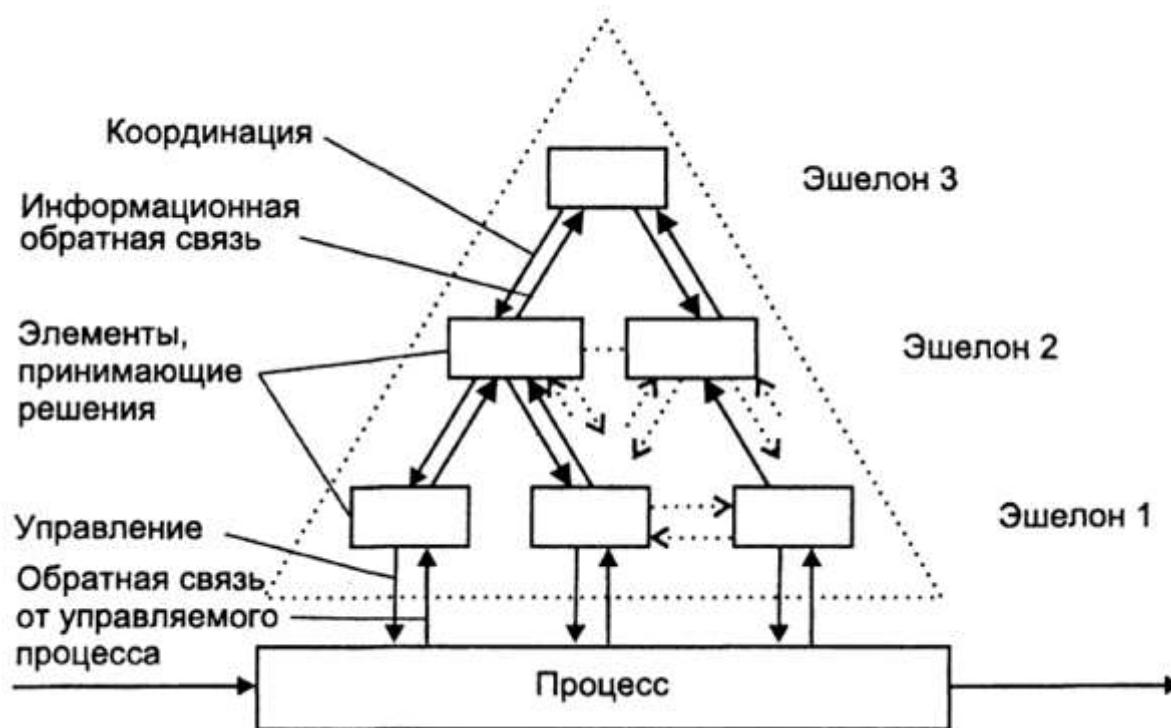 Координация
Эшелон 3
Информационная
обратная связь
Элементы,
принимающие
решения
Эшелон 2
Управление
Эшелон 1
Обратная связь
от управляемого
процесса
Процесс